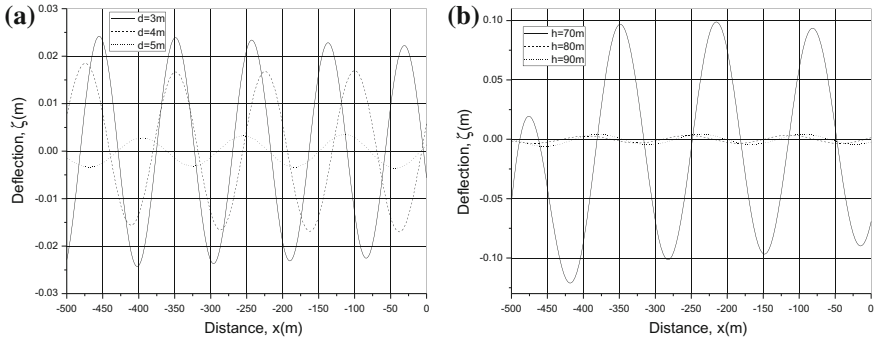 (a)
d=3m
d=4m
d=5m
0.03
0.02
0.01
0.00
-0.01
-0.02
-0.03
Deflection, ζ(m)
-500 -450 -400 -350 -300 -250 -200 -150 -100 -50 0
Distance, x(m)
(b)
h=70m
h=80m
h=90m
0.10
0.05
0.00
-0.05
-0.10
Deflection, ζ(m)
-500 -450 -400 -350 -300 -250 -200 -150 -100 -50 0
Distance, x(m)